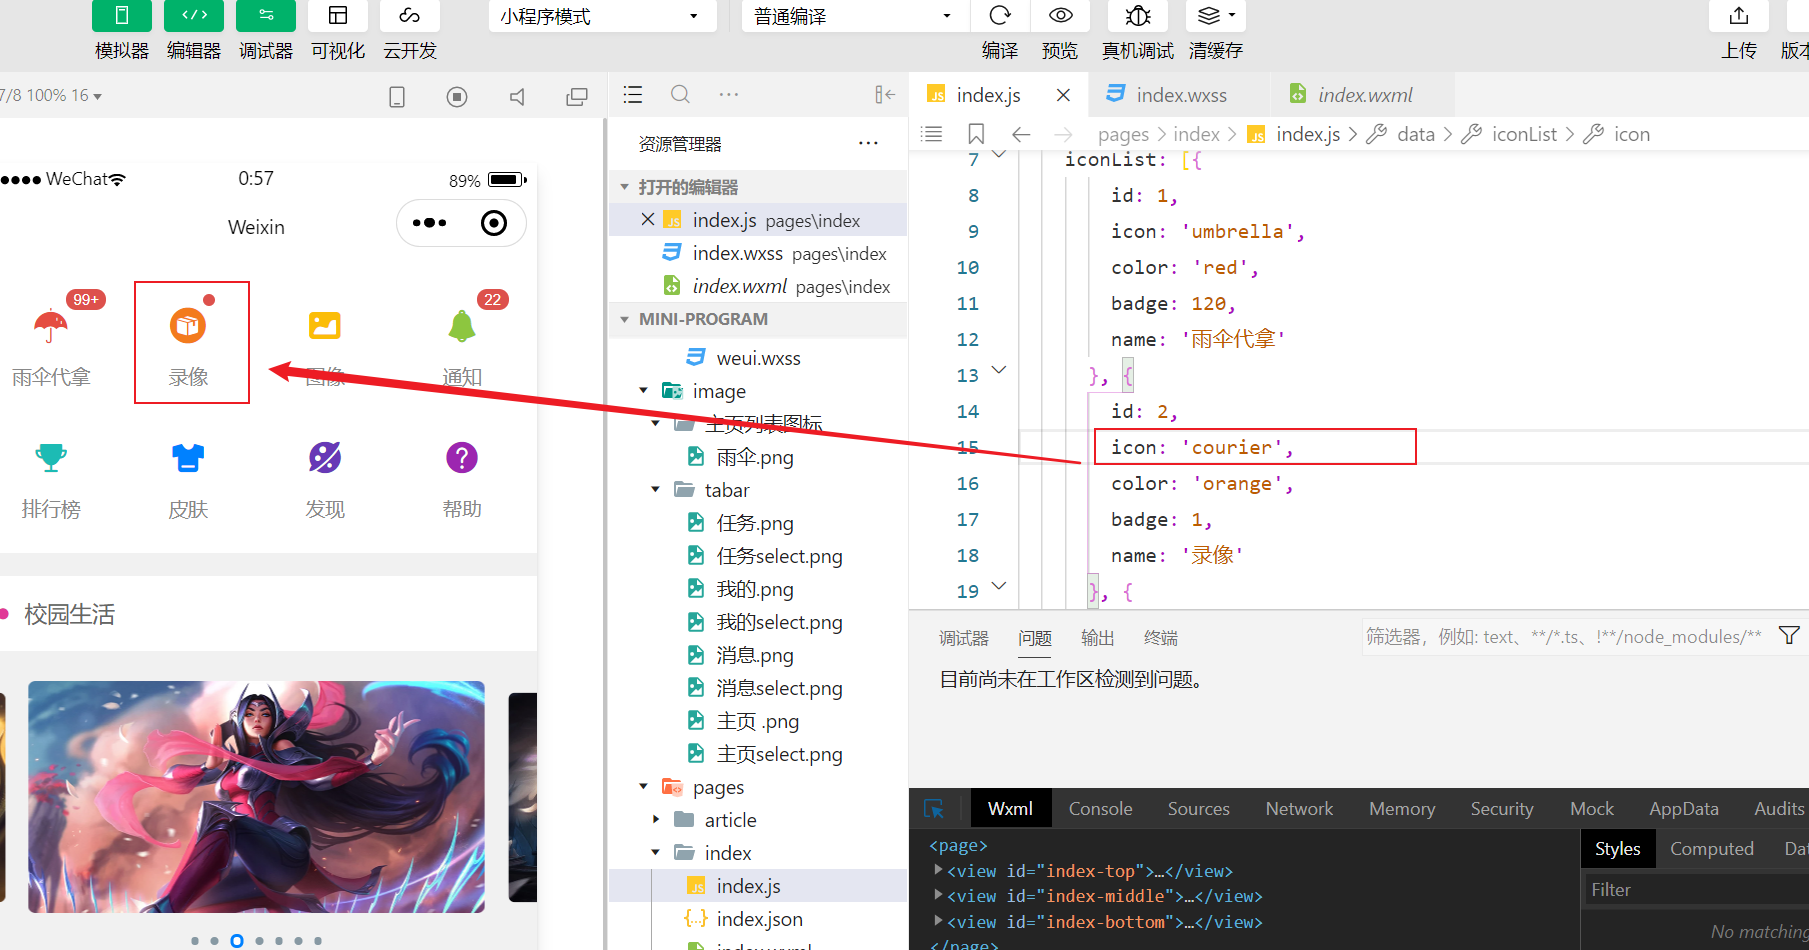 模拟器 编辑器 调试器 可视化 云开发
小程序模式
普通编译
编译 预览 真机调试 清缓存
上传 版本
7/8 100% 16
WeChat 0:57 89%
Weixin
99+
22
雨伞代拿 录像 图像 通知
排行榜 皮肤 发现 帮助
校园生活
资源管理器
打开的编辑器
index.js pages\index
index.wxss pages\index
index.wxml pages\index
MINI-PROGRAM
weui.wxss
image
主页列表图标
雨伞.png
tabar
任务.png
任务select.png
我的.png
我的select.png
消息.png
消息select.png
主页 .png
主页select.png
pages
article
index
index.js
index.json
index.wxml
index.js index.wxss index.wxml
pages > index > index.js > data > iconList > icon
7 iconList: [{
8 id: 1,
9 icon: 'umbrella',
10 color: 'red',
11 badge: 120,
12 name: '雨伞代拿'
13 }, {
14 id: 2,
15 icon: 'courier',
16 color: 'orange',
17 badge: 1,
18 name: '录像'
19 }, {
调试器 问题 输出 终端
筛选器，例如: text、**/*.ts、!**/node_modules/**
目前尚未在工作区检测到问题。
Wxml Console Sources Network Memory Security Mock AppData Audits
<page>
<view id="index-top">…</view>
<view id="index-middle">…</view>
<view id="index-bottom">…</view>
</page>
Styles Computed Dat
Filter
No matching